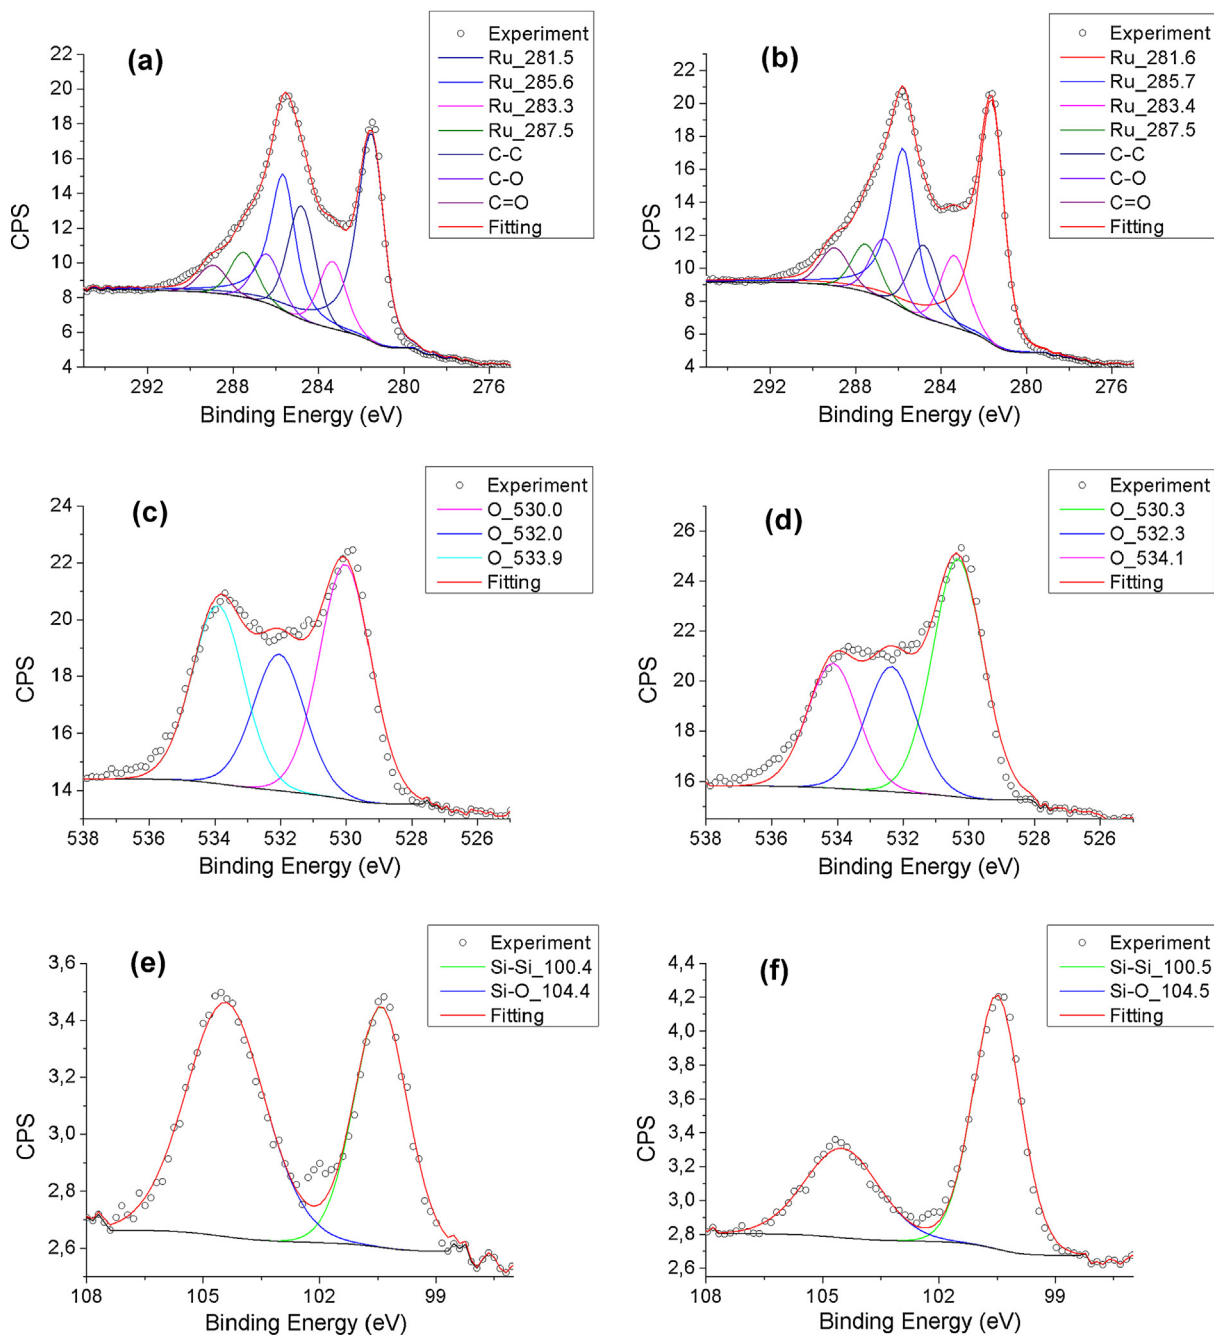 (a)
Experiment
Ru_281.5
Ru_285.6
Ru_283.3
Ru_287.5
C-C
C-O
C=O
Fitting
CPS
22
20
18
16
14
12
10
8
6
4
292 288 284 280 276
Binding Energy (eV)
(b)
Experiment
Ru_281.6
Ru_285.7
Ru_283.4
Ru_287.5
C-C
C-O
C=O
Fitting
CPS
22
20
18
16
14
12
10
8
6
4
292 288 284 280 276
Binding Energy (eV)
(c)
Experiment
O_530.0
O_532.0
O_533.9
Fitting
CPS
24
22
20
18
16
14
538 536 534 532 530 528 526
Binding Energy (eV)
(d)
Experiment
O_530.3
O_532.3
O_534.1
Fitting
CPS
26
24
22
20
18
16
538 536 534 532 530 528 526
Binding Energy (eV)
(e)
Experiment
Si-Si_100.4
Si-O_104.4
Fitting
CPS
3,6
3,4
3,2
3,0
2,8
2,6
108 105 102 99
Binding Energy (eV)
(f)
Experiment
Si-Si_100.5
Si-O_104.5
Fitting
CPS
4,4
4,2
4,0
3,8
3,6
3,4
3,2
3,0
2,8
2,6
108 105 102 99
Binding Energy (eV)